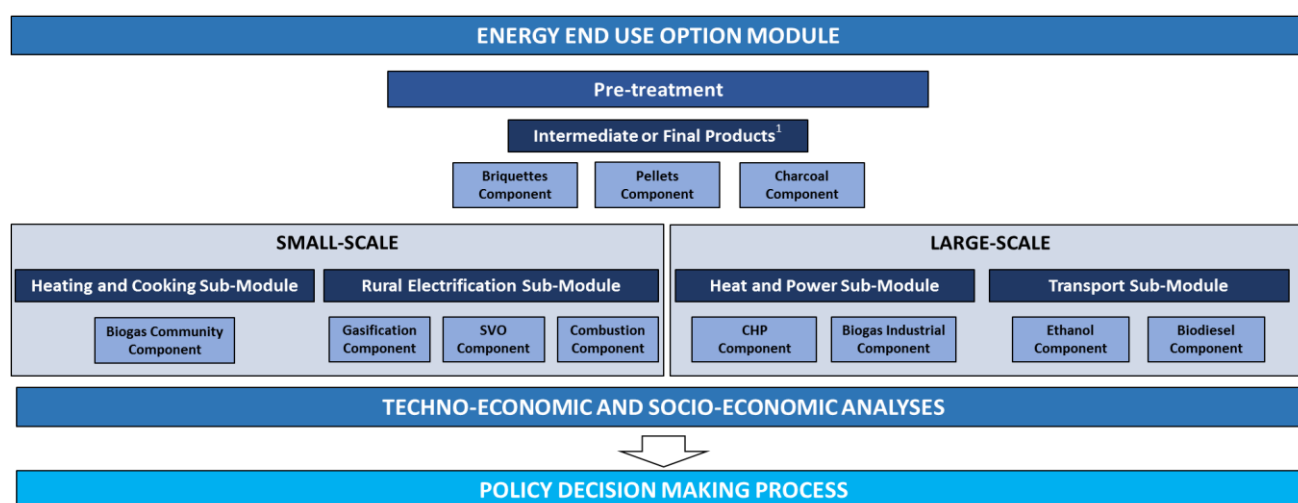 ENERGY END USE OPTION MODULE
Pre-treatment
Intermediate or Final Products1
Briquettes
Component
Pellets
Component
Charcoal
Component
SMALL-SCALE
Heating and Cooking Sub-Module
Rural Electrification Sub-Module
Biogas Community
Component
Gasification
Component
SVO
Component
Combustion
Component
LARGE-SCALE
Heat and Power Sub-Module
Transport Sub-Module
CHP
Component
Biogas Industrial
Component
Ethanol
Component
Biodiesel
Component
TECHNO-ECONOMIC AND SOCIO-ECONOMIC ANALYSES
POLICY DECISION MAKING PROCESS